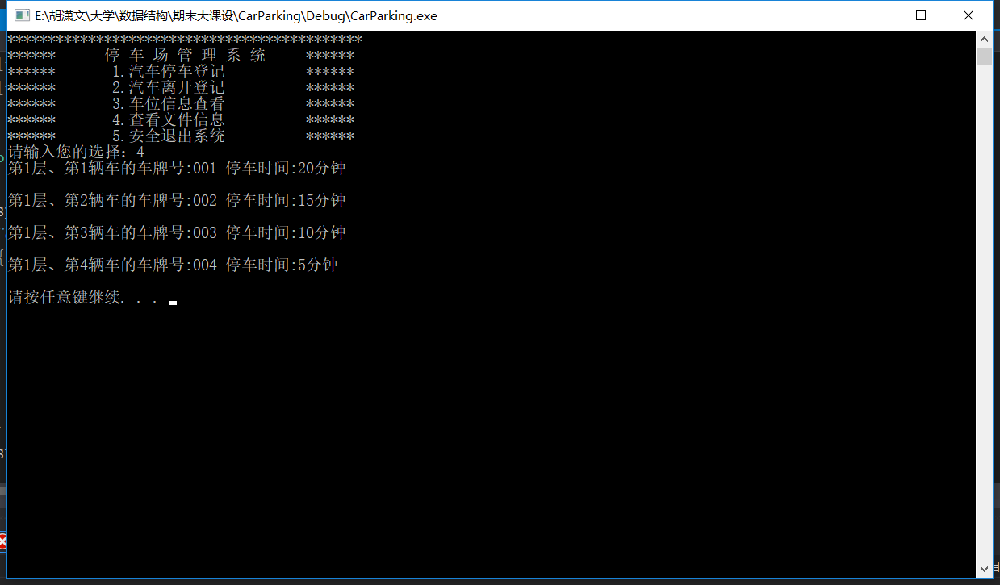 E:\胡潇文\大学\数据结构\期末大课设\CarParking\Debug\CarParking.exe
********************************************
****** 停 车 场 管 理 系 统 ******
****** 1.汽车停车登记 ******
****** 2.汽车离开登记 ******
****** 3.车位信息查看 ******
****** 4.查看文件信息 ******
****** 5.安全退出系统 ******
请输入您的选择：4
第1层、第1辆车的车牌号:001 停车时间:20分钟
第1层、第2辆车的车牌号:002 停车时间:15分钟
第1层、第3辆车的车牌号:003 停车时间:10分钟
第1层、第4辆车的车牌号:004 停车时间:5分钟
请按任意键继续. . .